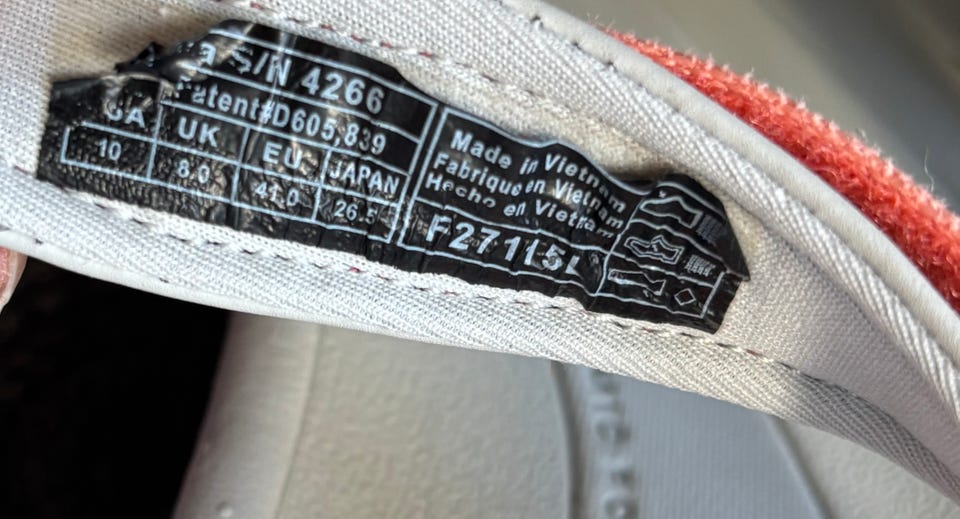 S/N 4266
Patent#D605,839
UK EU JAPAN
10 8.0 41.0 26.5
Made in Vietnam
Fabrique en Vietnam
Hecho en Vietnam